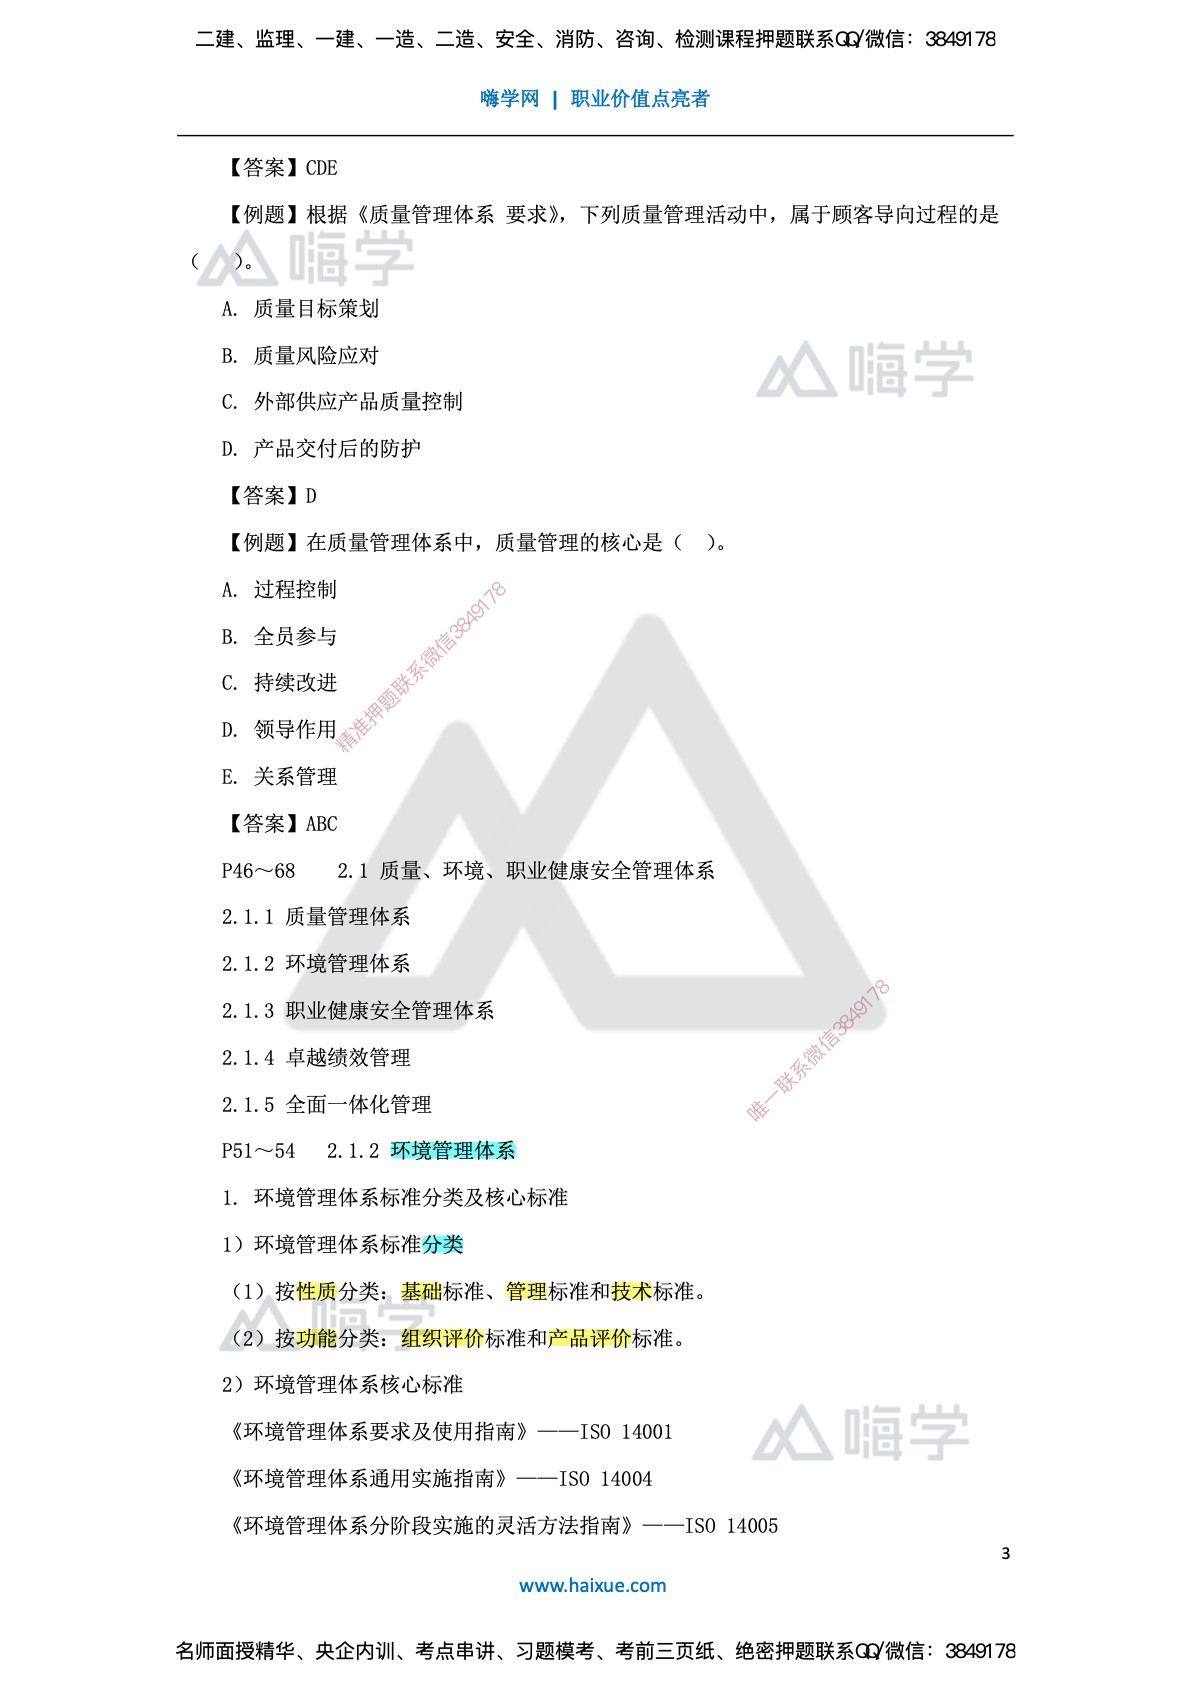 二建、监理、一建、一造、二造、安全、消防、咨询、检测课程押题联系QQ/微信：3849178
嗨学网 | 职业价值点亮者
【答案】CDE
【例题】根据《质量管理体系 要求》，下列质量管理活动中，属于顾客导向过程的是
（ ）。
嗨学
A. 质量目标策划
B. 质量风险应对
嗨学
C. 外部供应产品质量控制
D. 产品交付后的防护
【答案】D
【例题】在质量管理体系中，质量管理的核心是（ ）。
A. 过程控制
B. 全员参与
C. 持续改进
精准押题联系微信3849178
D. 领导作用
E. 关系管理
【答案】ABC
P46～68 2.1 质量、环境、职业健康安全管理体系
2.1.1 质量管理体系
2.1.2 环境管理体系
2.1.3 职业健康安全管理体系
2.1.4 卓越绩效管理
唯一联系微信3849178
2.1.5 全面一体化管理
P51～54 2.1.2 环境管理体系
1. 环境管理体系标准分类及核心标准
1）环境管理体系标准分类
（1）按性质分类：基础标准、管理标准和技术标准。
嗨学
（2）按功能分类：组织评价标准和产品评价标准。
2）环境管理体系核心标准
《环境管理体系要求及使用指南》——ISO 14001
嗨学
《环境管理体系通用实施指南》——ISO 14004
《环境管理体系分阶段实施的灵活方法指南》——ISO 14005
3
www.haixue.com
名师面授精华、央企内训、考点串讲、习题模考、考前三页纸、绝密押题联系QQ/微信：3849178